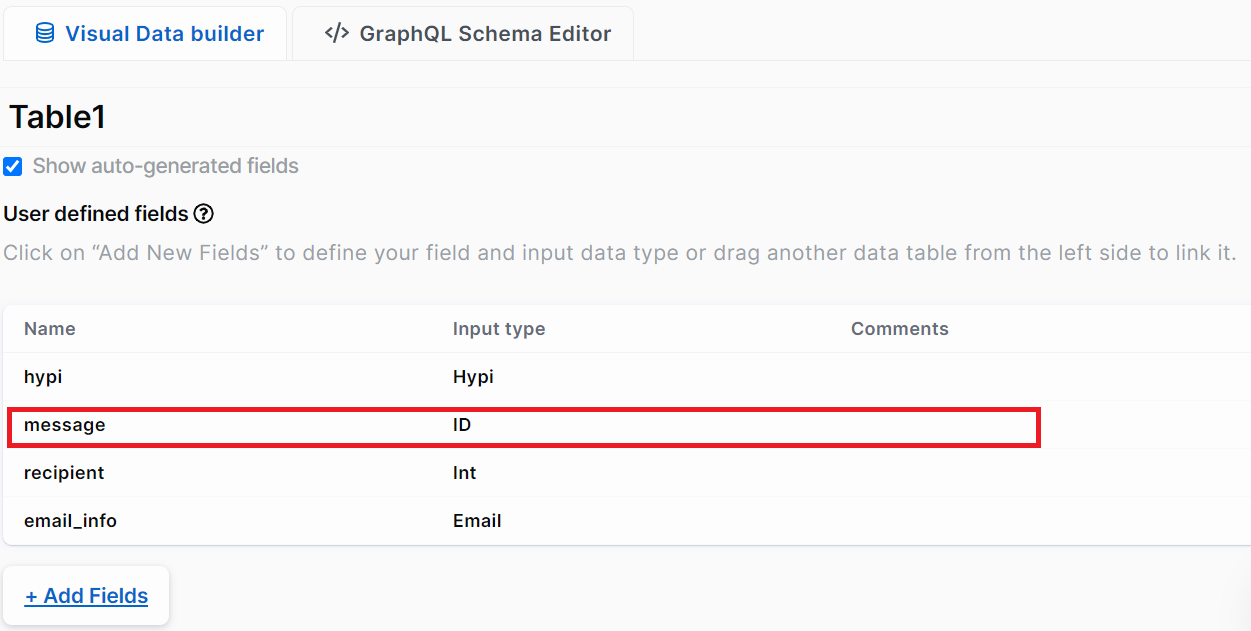 Visual Data builder </> GraphQL Schema Editor
Table1
Show auto-generated fields
User defined fields ?
Click on “Add New Fields” to define your field and input data type or drag another data table from the left side to link it.
Name Input type Comments
hypi Hypi
message ID
recipient Int
email_info Email
+ Add Fields